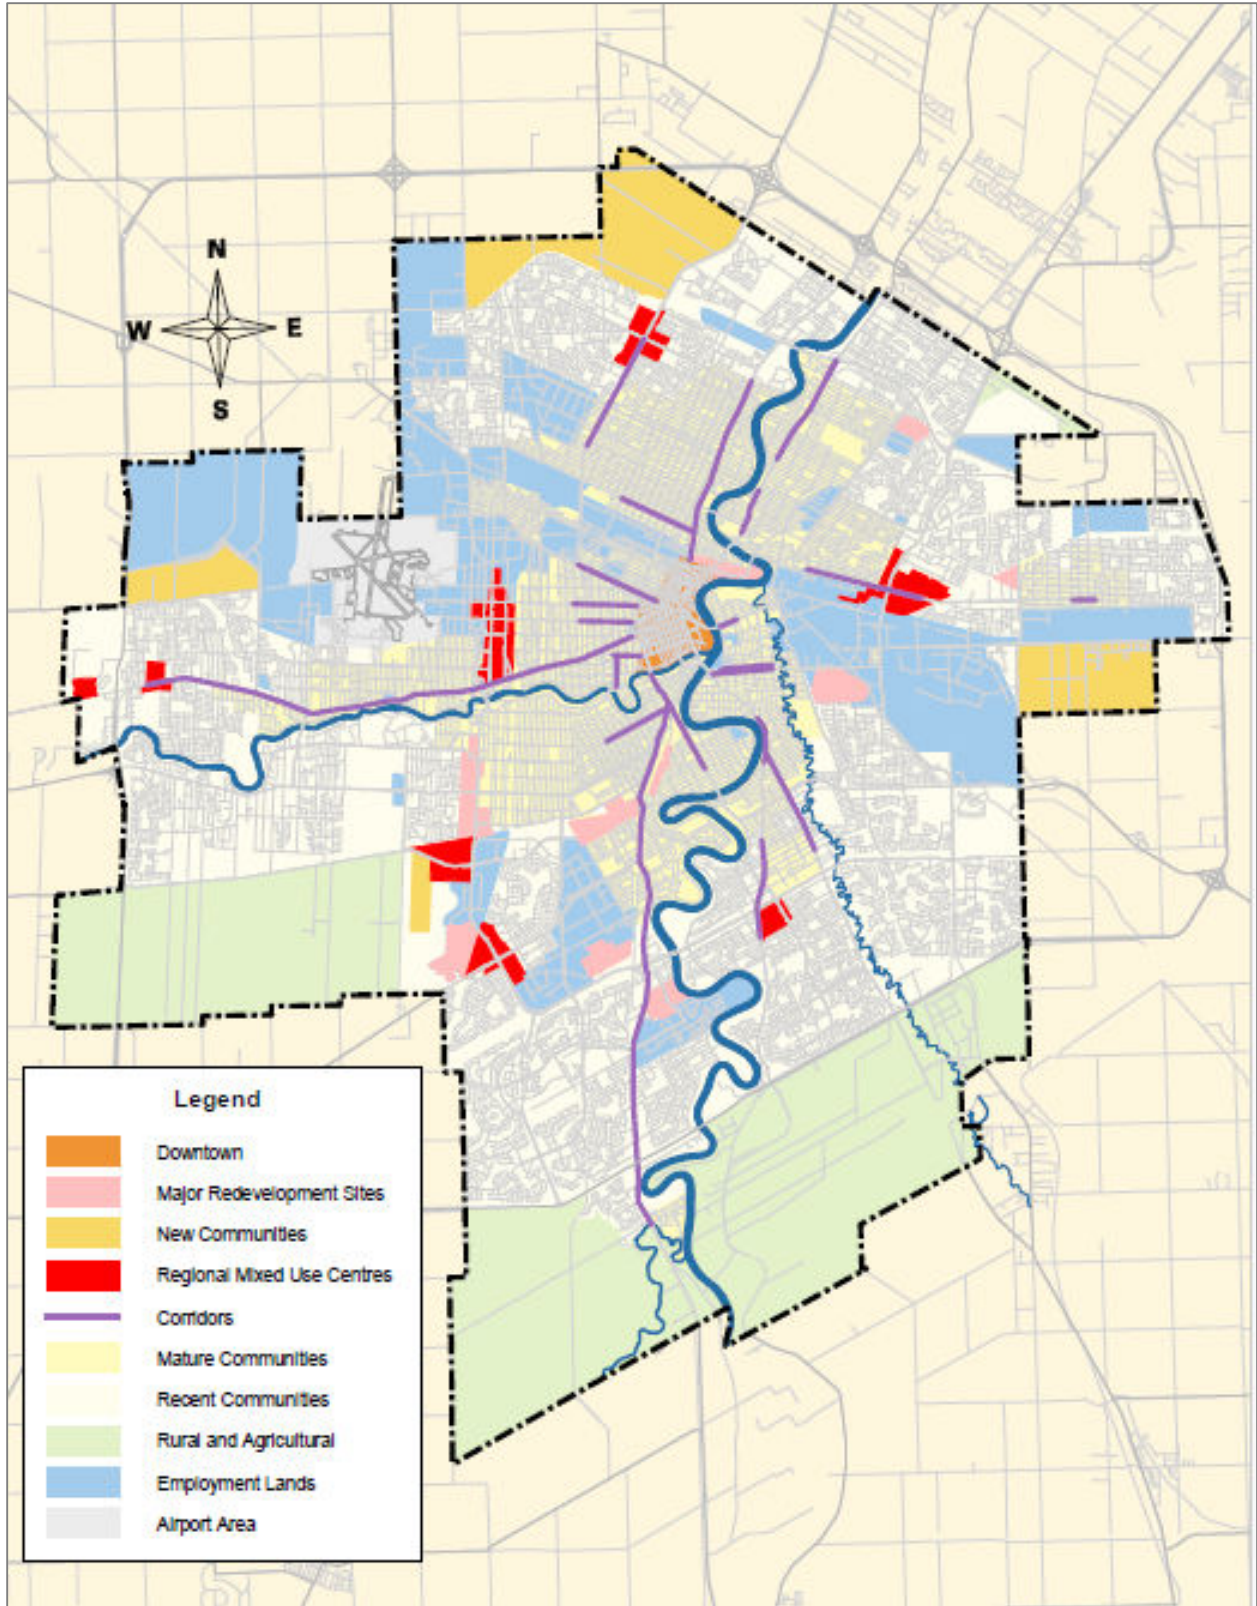 N
W
E
S
Legend
Downtown
Major Redevelopment Sites
New Communities
Regional Mixed Use Centres
Corridors
Mature Communities
Recent Communities
Rural and Agricultural
Employment Lands
Airport Area